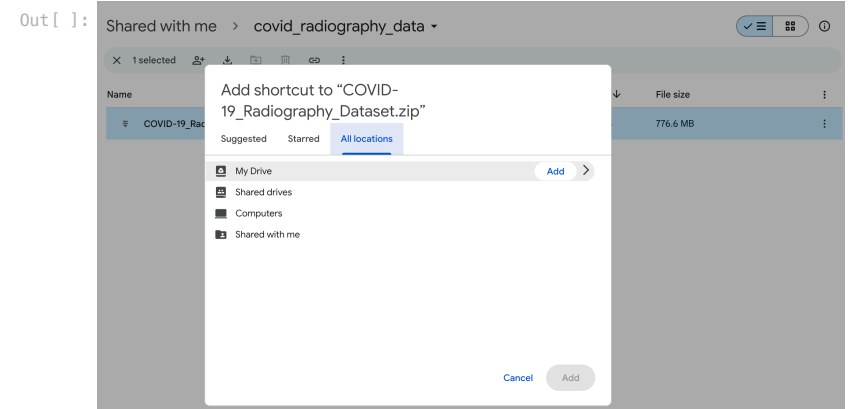 Out[ ]:
Shared with me > covid_radiography_data
1 selected
Name
File size
COVID-19_Rad
776.6 MB
Add shortcut to “COVID-
19_Radiography_Dataset.zip”
Suggested Starred All locations
My Drive Add
Shared drives
Computers
Shared with me
Cancel Add